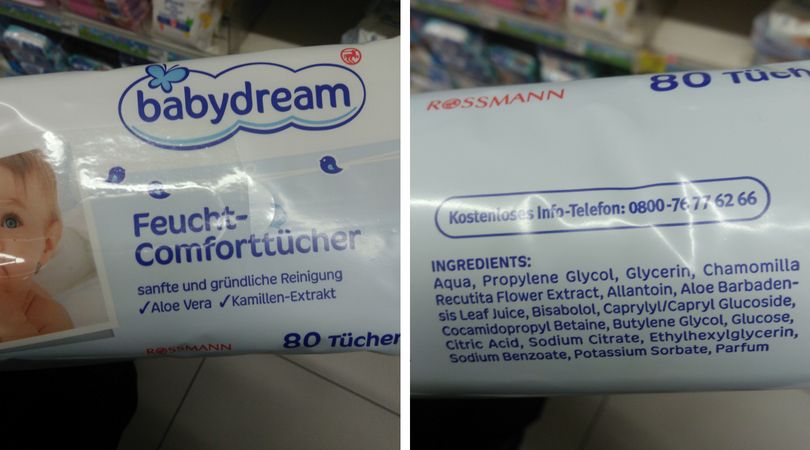 babydream
Feucht-
Comforttücher
sanfte und gründliche Reinigung
✓Aloe Vera ✓Kamillen-Extrakt
ROSSMANN
80 Tücher
ROSSMANN
80 Tüch
Kostenloses Info-Telefon: 0800-76 77 62 66
INGREDIENTS:
Aqua, Propylene Glycol, Glycerin, Chamomilla
Recutita Flower Extract, Allantoin, Aloe Barbaden-
sis Leaf Juice, Bisabolol, Caprylyl/Capryl Glucoside,
Cocamidopropyl Betaine, Butylene Glycol, Glucose,
Citric Acid, Sodium Citrate, Ethylhexylglycerin,
Sodium Benzoate, Potassium Sorbate, Parfum